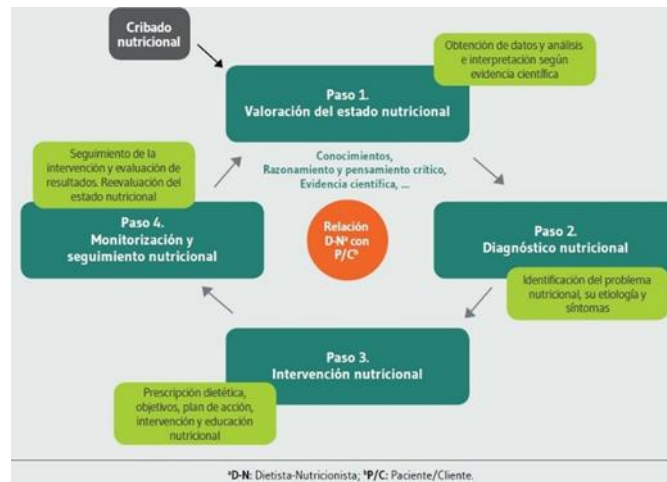 Cribado
nutricional
Obtención de datos y análisis
e interpretación según
evidencia científica
Paso 1.
Valoración del estado nutricional
Seguimiento de la
intervención y evaluación de
resultados. Reevaluación del
estado nutricional
Conocimientos,
Razonamiento y pensamiento crítico,
Evidencia científica, ...
Paso 4.
Monitorización y
seguimiento nutricional
Relación
D-Nª con
P/Cᵇ
Paso 2.
Diagnóstico nutricional
Identificación del problema
nutricional, su etiología y
síntomas
Paso 3.
Intervención nutricional
Prescripción dietética,
objetivos, plan de acción,
intervención y educación
nutricional
ªD-N: Dietista-Nutricionista; ᵇP/C: Paciente/Cliente.